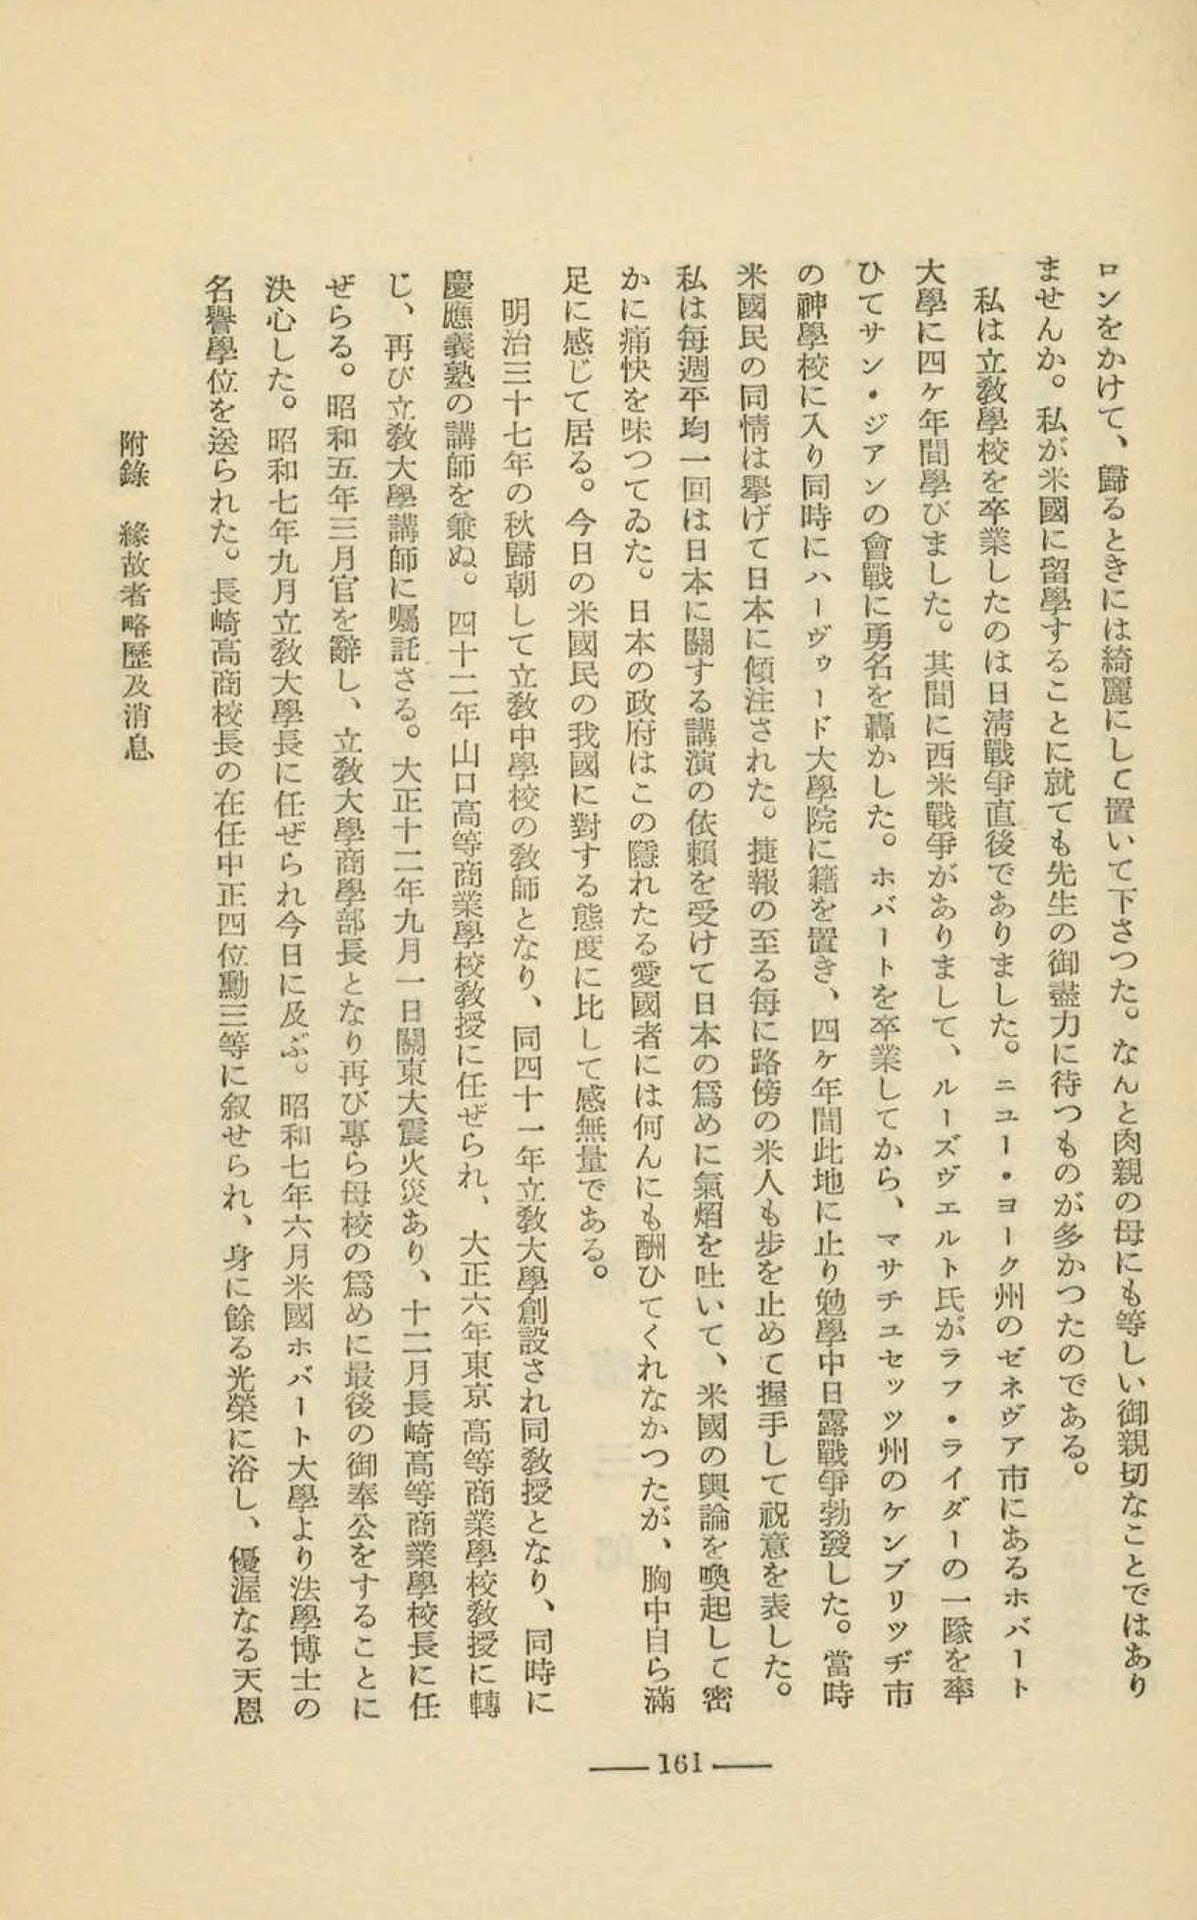 ロンをかけて、歸るときには綺麗にして置いて下さつた。なんと肉親の母にも等しい御親切なことではあり
ませんか。私が米國に留學することに就ても先生の御盡力に待つものが多かつたのである。
私は立敎學校を卒業したのは日淸戰爭直後でありました。ニユー・ヨーク州のゼネヴア市にあるホバート
大學に四ケ年間學びました。其間に西米戰爭がありまして、ルーズヴエルト氏がラフ・ライダーの一隊を率
ひてサン・ジアンの會戰に勇名を轟かした。ホバートを卒業してから、マサチユセッツ州のケンブリッヂ市
の神學校に入り同時にハーヴゥード大學院に籍を置き、四ケ年間此地に止り勉學中日露戰爭勃發した。當時
米國民の同情は擧げて日本に傾注された。捷報の至る每に路傍の米人も步を止めて握手して祝意を表した。
私は每週平均一回は日本に關する講演の依賴を受けて日本の爲めに氣焰を吐いて、米國の輿論を喚起して密
かに痛快を味つてゐた。日本の政府はこの隱れたる愛國者には何んにも酬ひてくれなかつたが、胸中自ら滿
足に感じて居る。今日の米國民の我國に對する態度に比して感無量である。
明治三十七年の秋歸朝して立敎中學校の敎師となり、同四十一年立敎大學創設され同敎授となり、同時に
慶應義塾の講師を兼ぬ。四十二年山口高等商業學校敎授に任ぜられ、大正六年東京高等商業學校敎授に轉
じ、再び立敎大學講師に囑託さる。大正十二年九月一日關東大震火災あり、十二月長崎高等商業學校長に任
ぜらる。昭和五年三月官を辭し、立敎大學商學部長となり再び專ら母校の爲めに最後の御奉公をすることに
決心した。昭和七年九月立敎大學長に任ぜられ今日に及ぶ。昭和七年六月米國ホバート大學より法學博士の
名譽學位を送られた。長崎高商校長の在任中正四位勳三等に叙せられ、身に餘る光榮に浴し、優渥なる天恩
附錄　緣故者略歷及消息
161